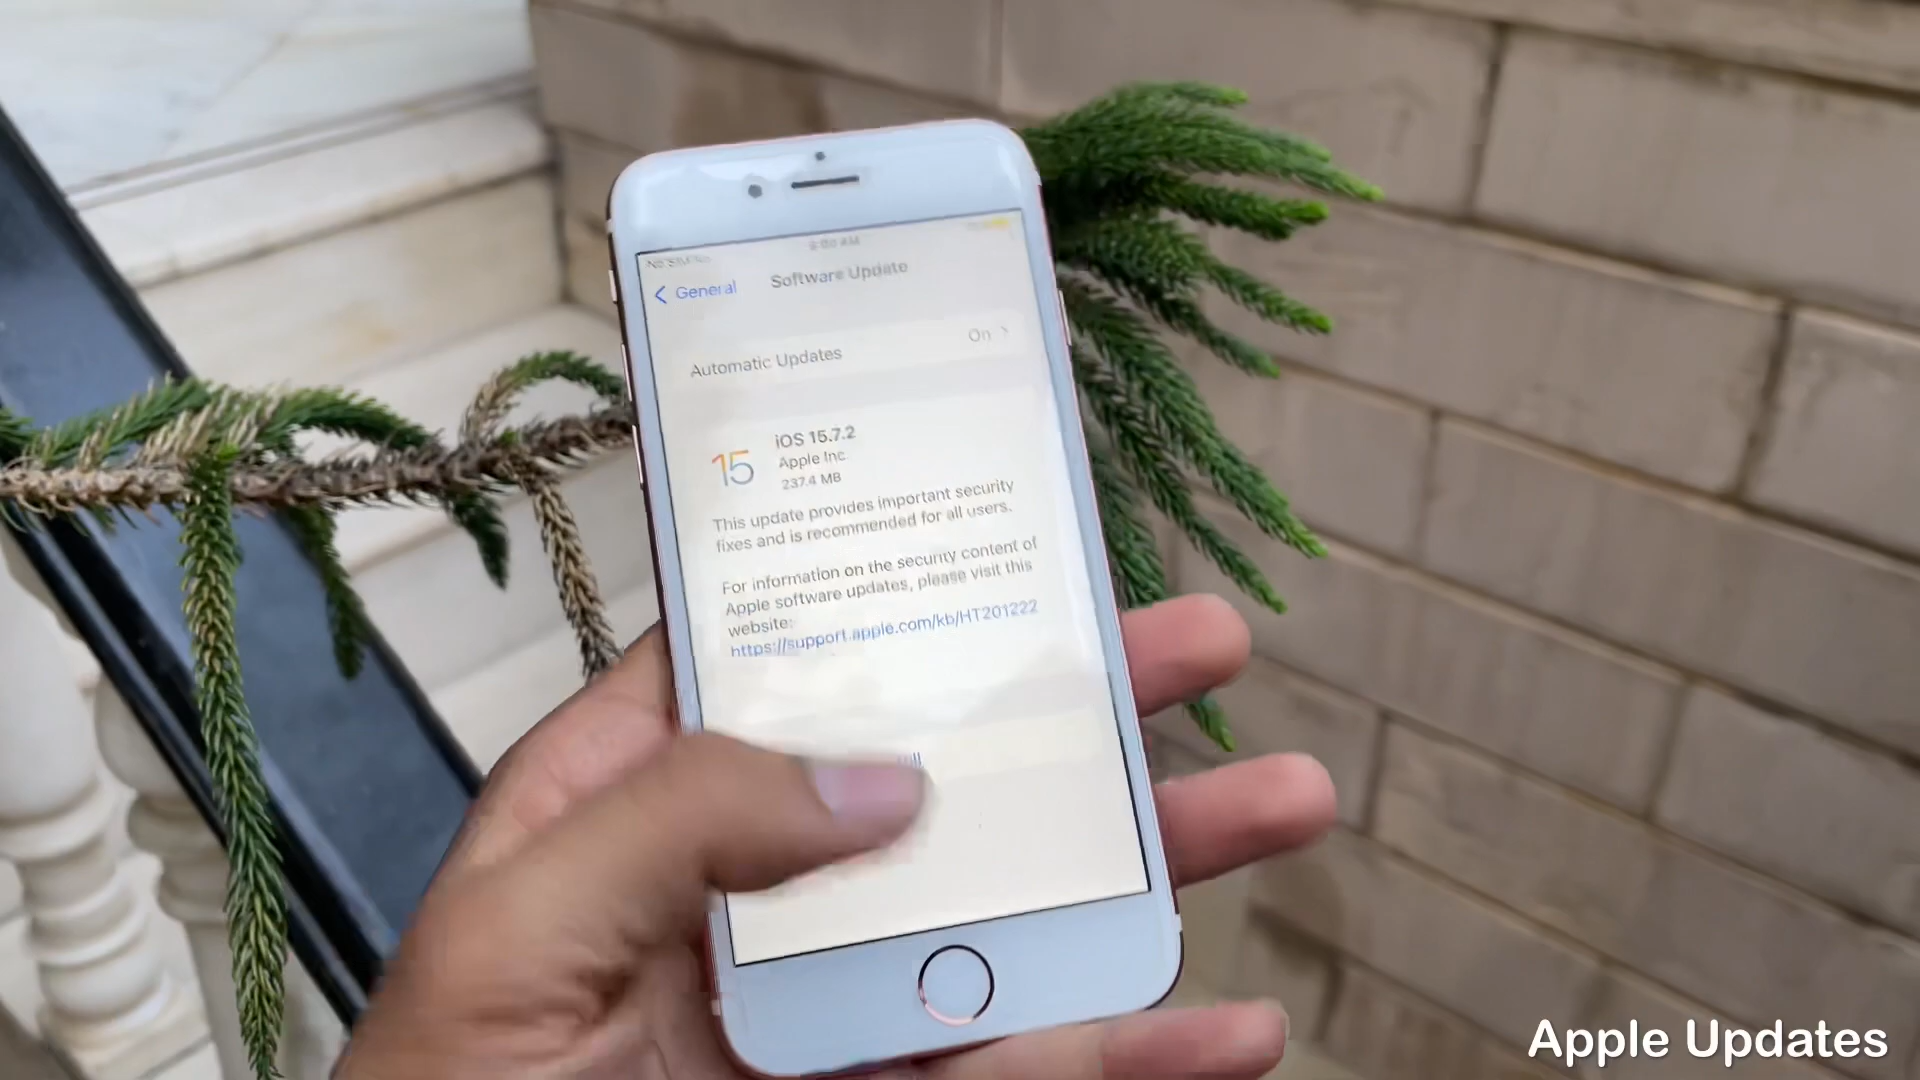 General
Software Update
Automatic Updates
On
15
iOS 15.7.2
Apple Inc
237.4 MB
This update provides important security
fixes and is recommended for all users.
For information on the security content of
Apple software updates, please visit this
website:
https://support.apple.com/kb/HT201222
Apple Updates